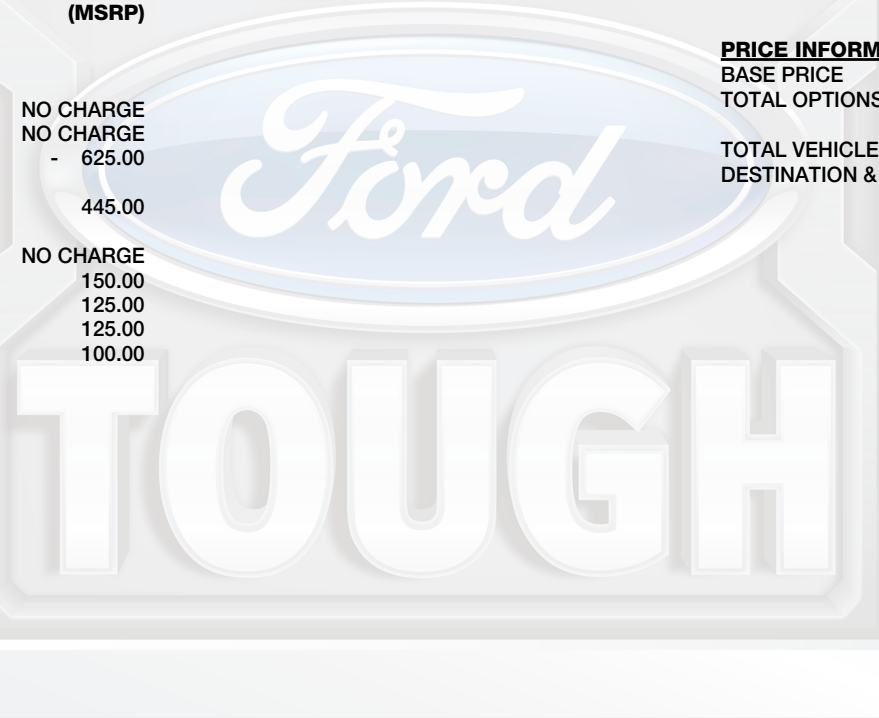 (MSRP)
NO CHARGE
NO CHARGE
- 625.00
445.00
NO CHARGE
150.00
125.00
125.00
100.00
PRICE INFORM
BASE PRICE
TOTAL OPTIONS
TOTAL VEHICLE
DESTINATION &
Ford
TOUGH